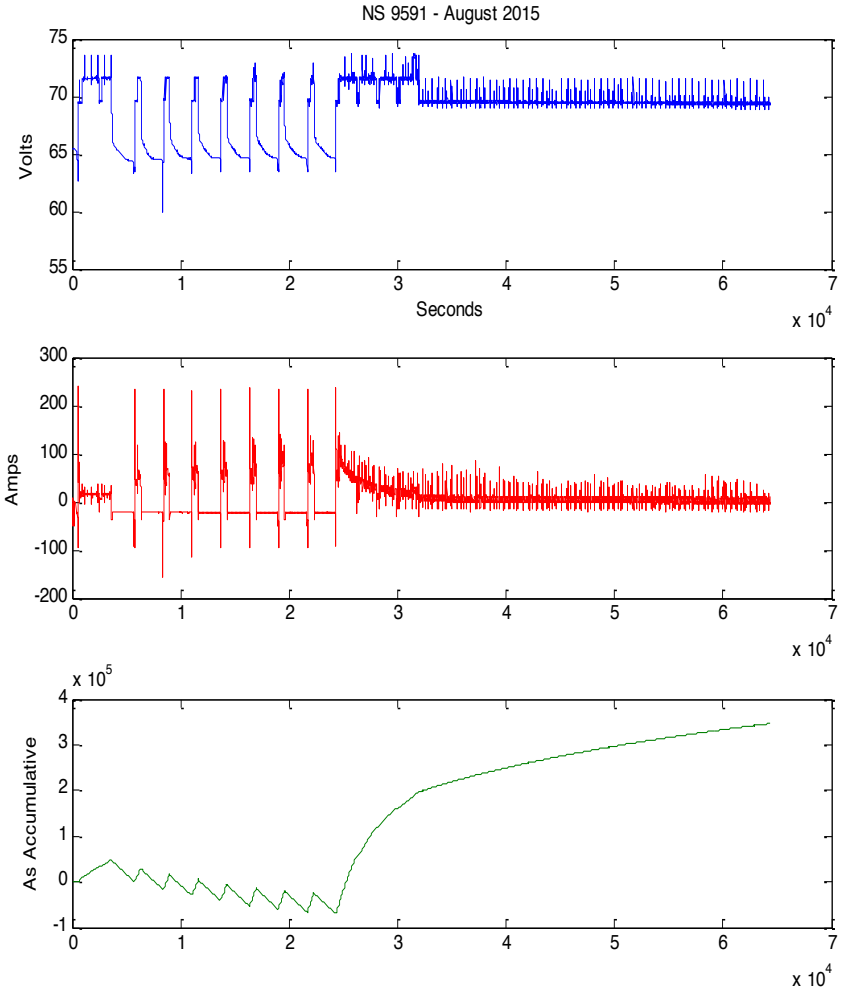 NS 9591 - August 2015
75
70
65
60
55
Volts
0 1 2 3 4 5 6 7
Seconds
x 10^4
300
200
100
0
-100
-200
Amps
0 1 2 3 4 5 6 7
x 10^4
x 10^5
4
3
2
1
0
-1
As Accumulative
0 1 2 3 4 5 6 7
x 10^4